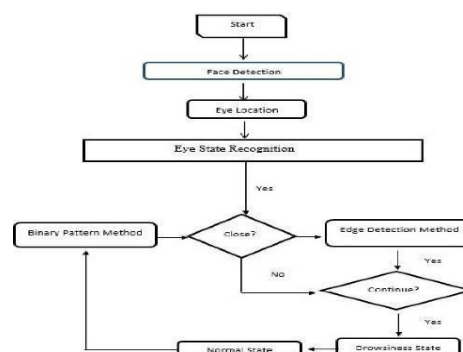 Start
Face Detection
Eye Location
Eye State Recognition
Yes
Binary Pattern Method
Close?
Edge Detection Method
Yes
No
Continue?
Yes
Normal State
Drowsiness State